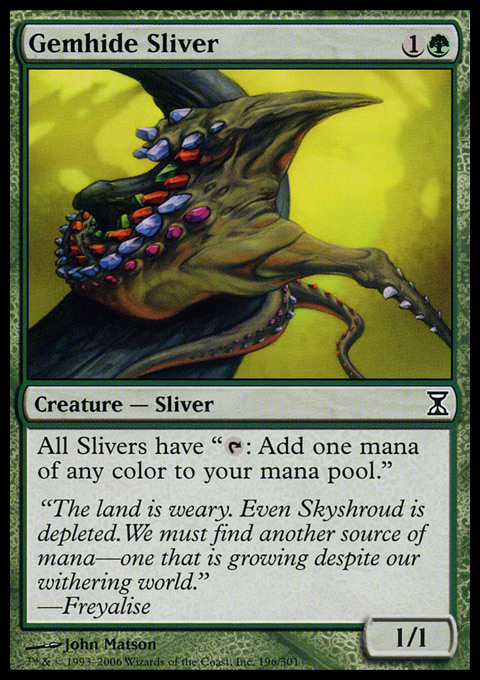 Gemhide Sliver 1
Creature — Sliver
All Slivers have “: Add one mana
of any color to your mana pool.”
“The land is weary. Even Skyshroud is
depleted. We must find another source of
mana—one that is growing despite our
withering world.”
—Freyalise
John Matson
1/1
™ & © 1993–2006 Wizards of the Coast, Inc. 196/301